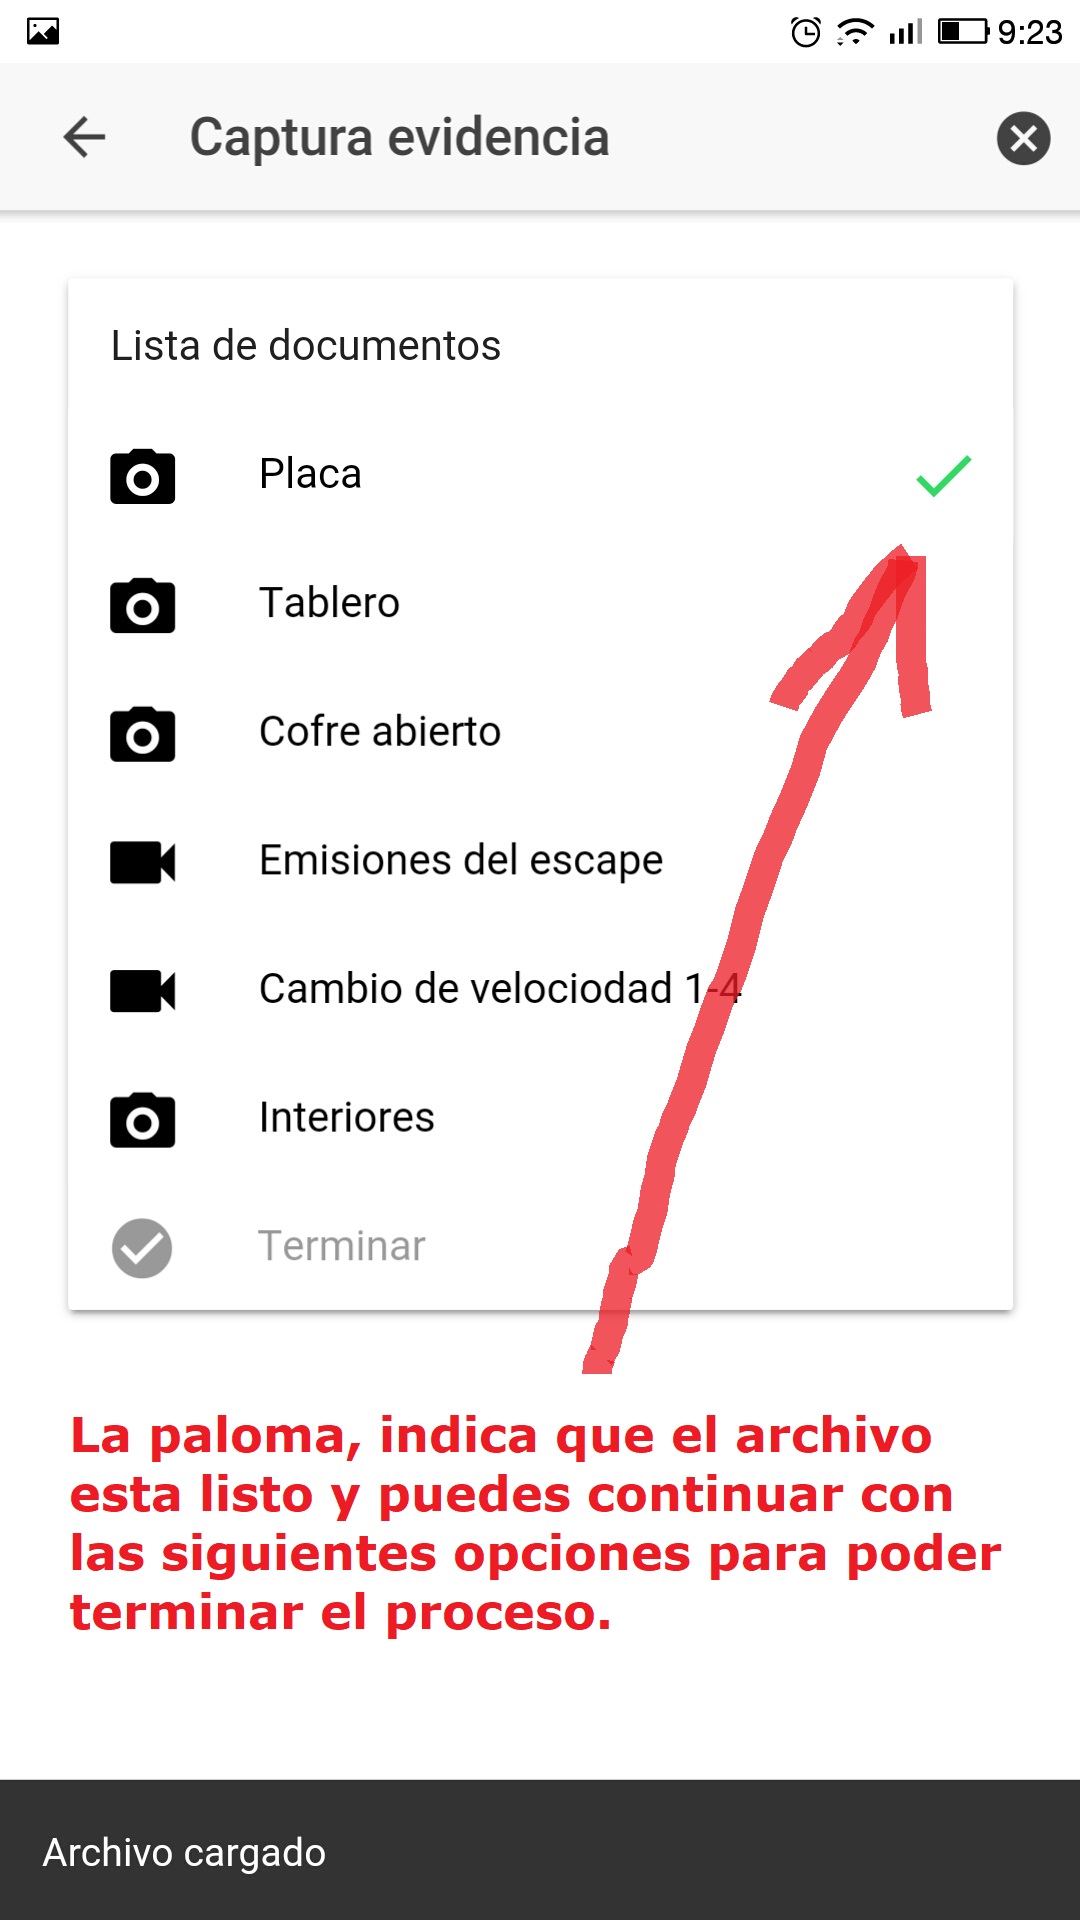 9:23
Captura evidencia
Lista de documentos
Placa
Tablero
Cofre abierto
Emisiones del escape
Cambio de velociodad 1-4
Interiores
Terminar
La paloma, indica que el archivo
esta listo y puedes continuar con
las siguientes opciones para poder
terminar el proceso.
Archivo cargado